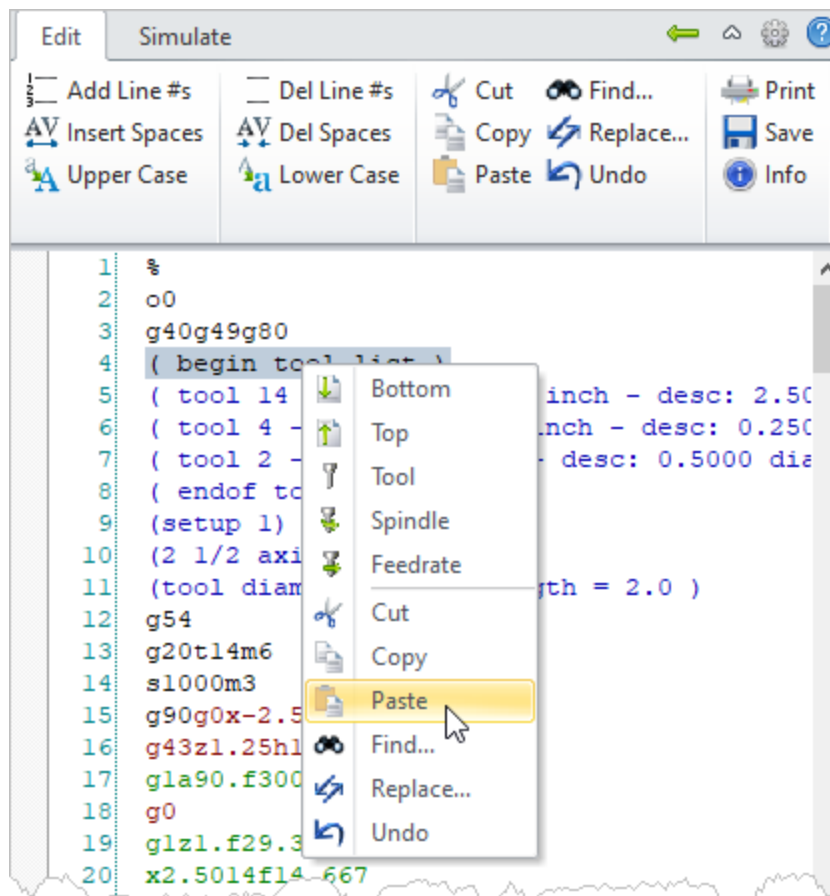 Edit Simulate
Add Line #s Del Line #s Cut Find... Print
Insert Spaces Del Spaces Copy Replace... Save
Upper Case Lower Case Paste Undo Info
1 %
2 o0
3 g40g49g80
4 ( begin tool list )
5 ( tool 14 inch - desc: 2.50
6 ( tool 4 - inch - desc: 0.250
7 ( tool 2 - - desc: 0.5000 dia
8 ( endof to
9 (setup 1)
10 (2 1/2 axi
11 (tool diam gth = 2.0 )
12 g54
13 g20t14m6
14 s1000m3
15 g90g0x-2.5
16 g43z1.25h1
17 g1a90.f300
18 g0
19 g1z1.f29.3
20 x2.5014f14.667
Bottom
Top
Tool
Spindle
Feedrate
Cut
Copy
Paste
Find...
Replace...
Undo